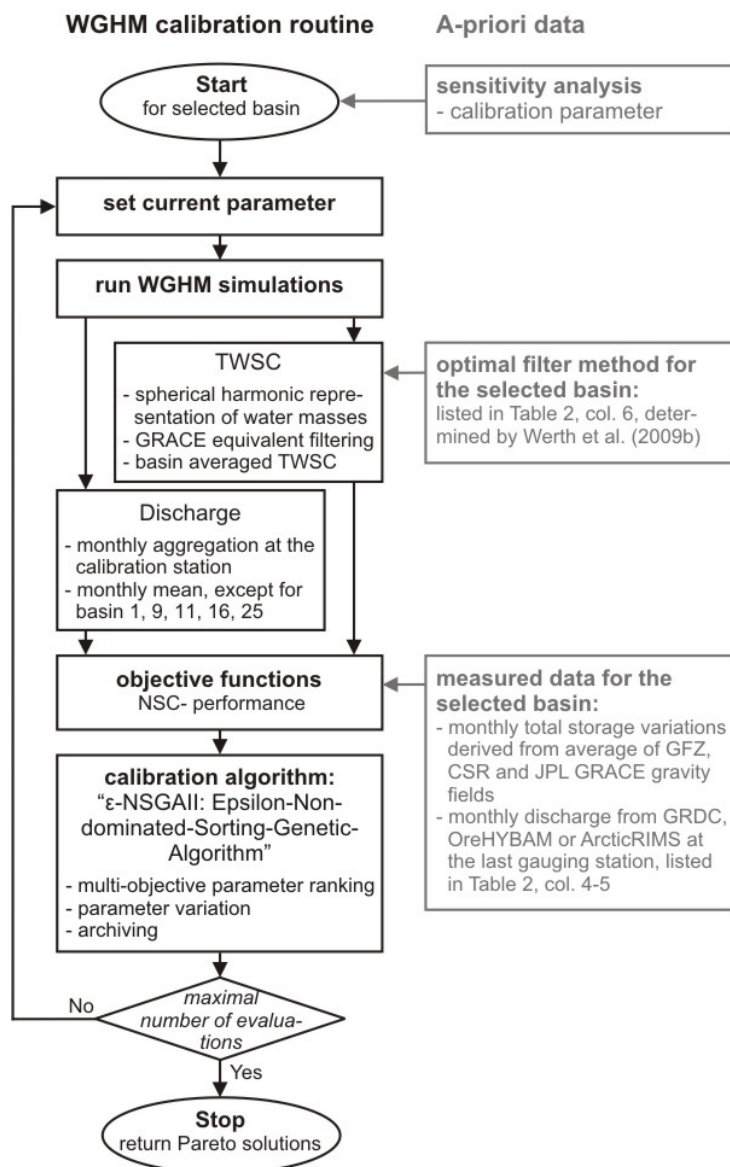 WGHM calibration routine
A-priori data
Start
for selected basin
sensitivity analysis
- calibration parameter
set current parameter
run WGHM simulations
TWSC
- spherical harmonic repre-
sentation of water masses
- GRACE equivalent filtering
- basin averaged TWSC
optimal filter method for
the selected basin:
listed in Table 2, col. 6, deter-
mined by Werth et al. (2009b)
Discharge
- monthly aggregation at the
calibration station
- monthly mean, except for
basin 1, 9, 11, 16, 25
objective functions
NSC- performance
measured data for the
selected basin:
- monthly total storage variations
derived from average of GFZ,
CSR and JPL GRACE gravity
fields
- monthly discharge from GRDC,
OreHYBAM or ArcticRIMS at
the last gauging station, listed
in Table 2, col. 4-5
calibration algorithm:
“ε-NSGAII: Epsilon-Non-
dominated-Sorting-Genetic-
Algorithm”
- multi-objective parameter ranking
- parameter variation
- archiving
No
maximal
number of evalua-
tions
Yes
Stop
return Pareto solutions